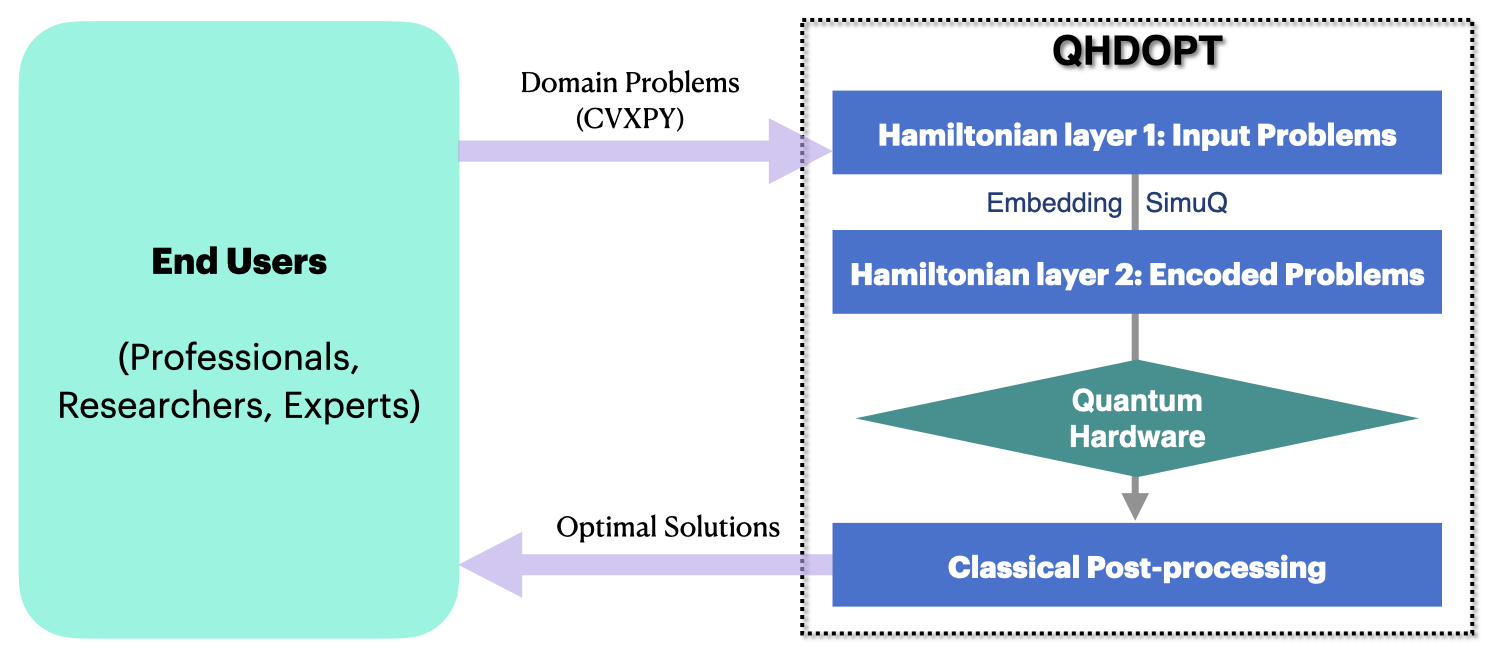 End Users
(Professionals,
Researchers, Experts)
Domain Problems
(CVXPY)
QHDOPT
Hamiltonian layer 1: Input Problems
Embedding SimuQ
Hamiltonian layer 2: Encoded Problems
Quantum
Hardware
Classical Post-processing
Optimal Solutions